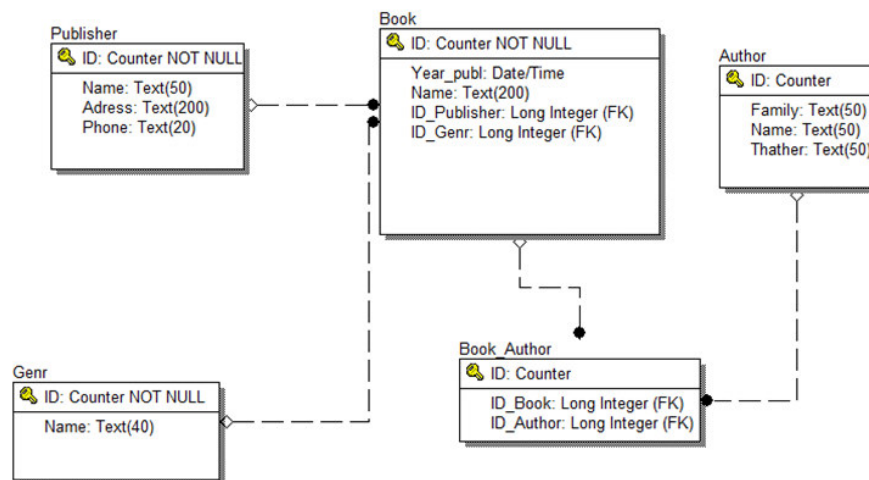 Publisher
ID: Counter NOT NULL
Name: Text(50)
Adress: Text(200)
Phone: Text(20)
Book
ID: Counter NOT NULL
Year_publ: Date/Time
Name: Text(200)
ID_Publisher: Long Integer (FK)
ID_Genr: Long Integer (FK)
Author
ID: Counter
Family: Text(50)
Name: Text(50)
Thather: Text(50)
Genr
ID: Counter NOT NULL
Name: Text(40)
Book_Author
ID: Counter
ID_Book: Long Integer (FK)
ID_Author: Long Integer (FK)